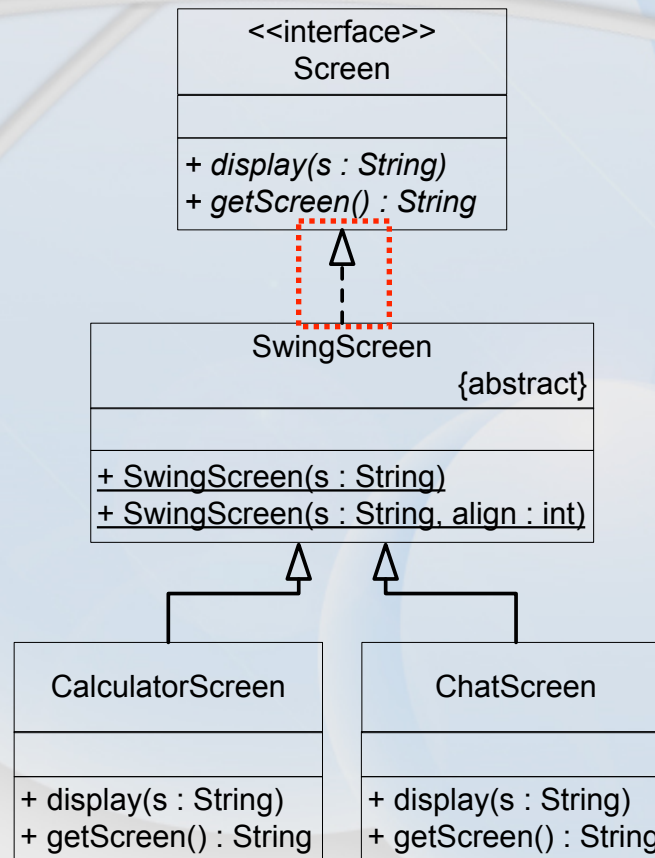 <<interface>>
Screen
+ display(s : String)
+ getScreen() : String
SwingScreen
{abstract}
+ SwingScreen(s : String)
+ SwingScreen(s : String, align : int)
CalculatorScreen
+ display(s : String)
+ getScreen() : String
ChatScreen
+ display(s : String)
+ getScreen() : String